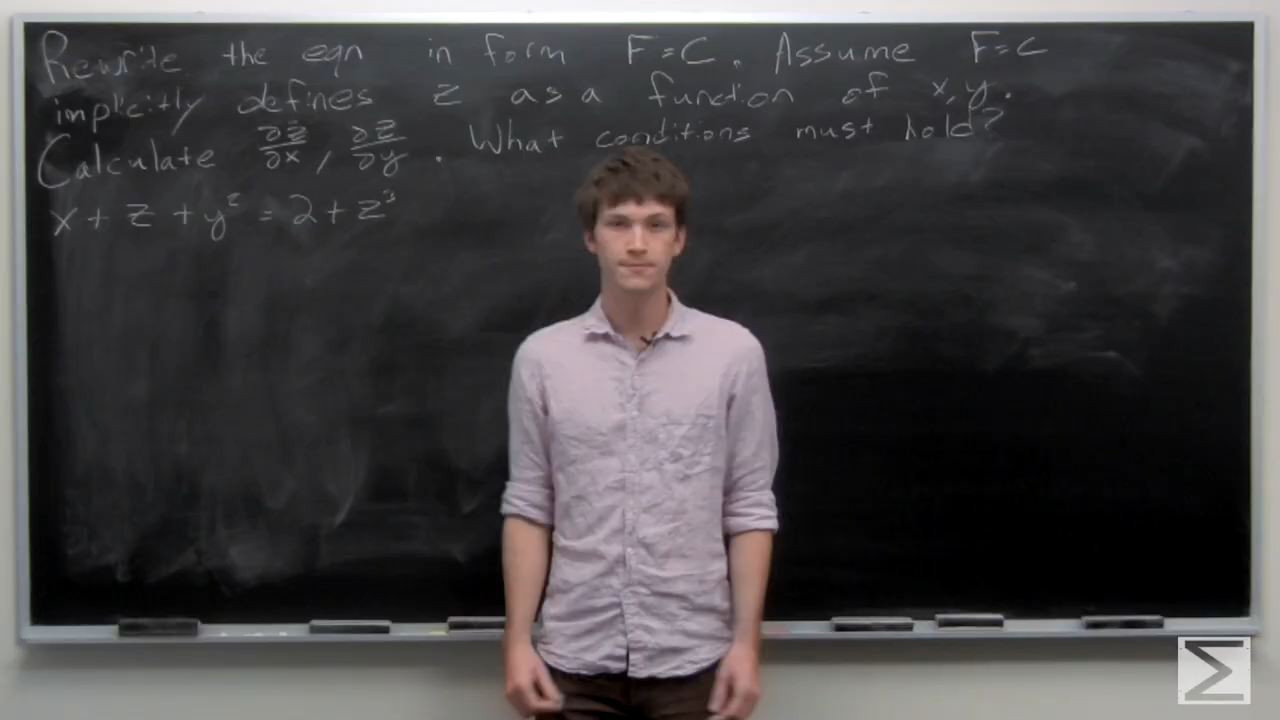 Rewrite the eqn in form F=C. Assume F=C
implicitly defines z as a function of x,y.
Calculate ∂z/∂x, ∂z/∂y. What conditions must hold?
x + z + y² = 2 + z³
Σ